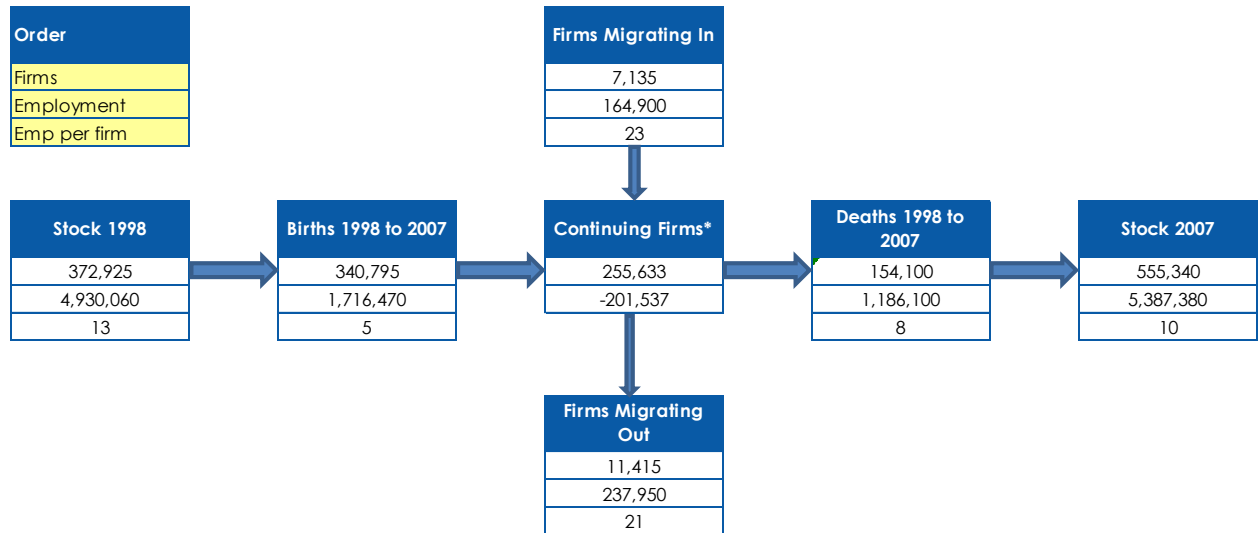 Order
Firms
Employment
Emp per firm
Firms Migrating In
7,135
164,900
23
Stock 1998
372,925
4,930,060
13
Births 1998 to 2007
340,795
1,716,470
5
Continuing Firms*
255,633
-201,537
Deaths 1998 to
2007
154,100
1,186,100
8
Stock 2007
555,340
5,387,380
10
Firms Migrating
Out
11,415
237,950
21